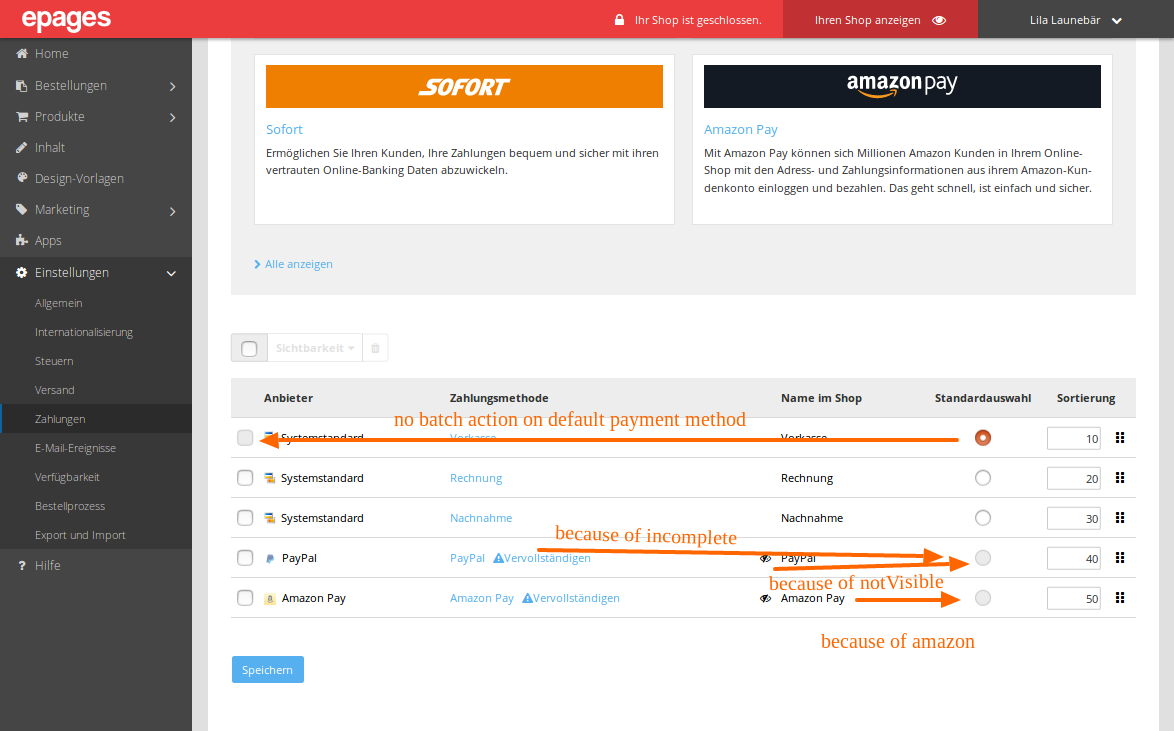 epages
Ihr Shop ist geschlossen.
Ihren Shop anzeigen
Lila Launebär
Home
Bestellungen
Produkte
Inhalt
Design-Vorlagen
Marketing
Apps
Einstellungen
Allgemein
Internationalisierung
Steuern
Versand
Zahlungen
E-Mail-Ereignisse
Verfügbarkeit
Bestellprozess
Export und Import
Hilfe
SOFORT
Sofort
Ermöglichen Sie Ihren Kunden, Ihre Zahlungen bequem und sicher mit ihren
vertrauten Online-Banking Daten abzuwickeln.
amazon pay
Amazon Pay
Mit Amazon Pay können sich Millionen Amazon Kunden in Ihrem Online-
Shop mit den Adress- und Zahlungsinformationen aus ihrem Amazon-Kun-
denkonto einloggen und bezahlen. Das geht schnell, ist einfach und sicher.
Alle anzeigen
Sichtbarkeit
Anbieter Zahlungsmethode Name im Shop Standardauswahl Sortierung
no batch action on default payment method
Systemstandard Vorkasse Vorkasse 10
Systemstandard Rechnung Rechnung 20
Systemstandard Nachnahme Nachnahme 30
because of incomplete
PayPal PayPal Vervollständigen PayPal 40
because of notVisible
Amazon Pay Amazon Pay Vervollständigen Amazon Pay 50
because of amazon
Speichern